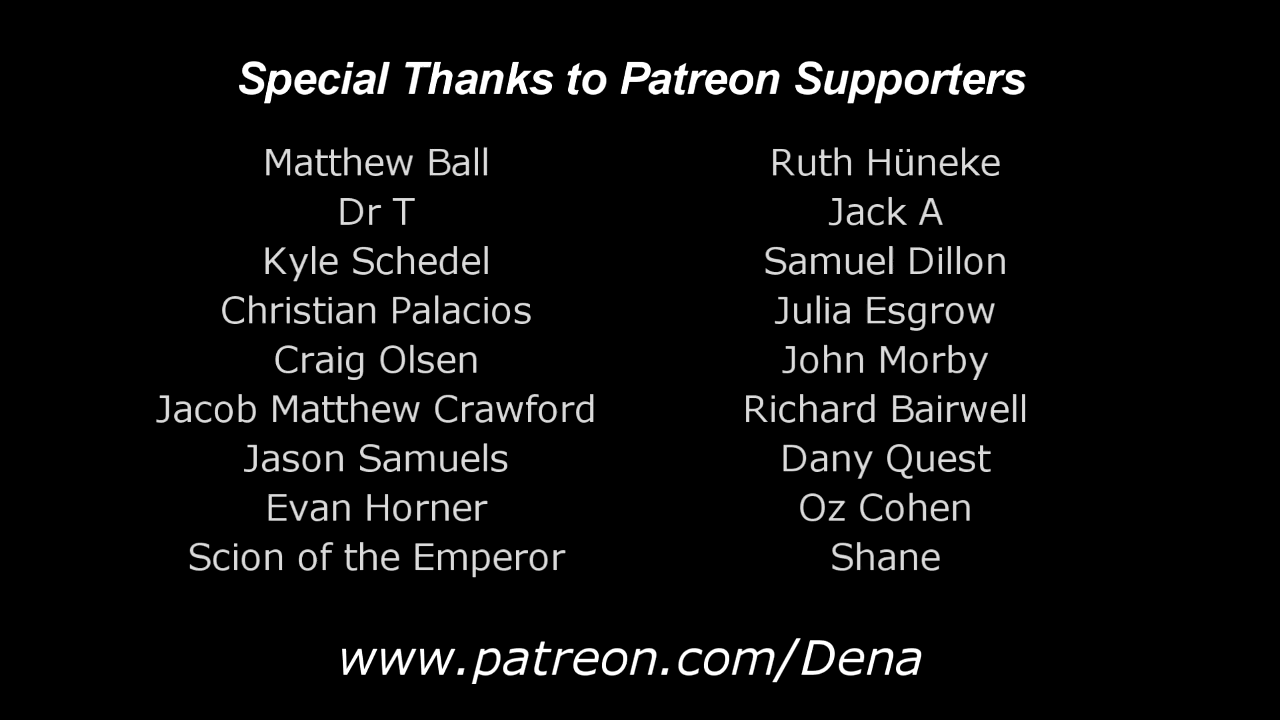 Special Thanks to Patreon Supporters
Matthew Ball
Dr T
Kyle Schedel
Christian Palacios
Craig Olsen
Jacob Matthew Crawford
Jason Samuels
Evan Horner
Scion of the Emperor
Ruth Hüneke
Jack A
Samuel Dillon
Julia Esgrow
John Morby
Richard Bairwell
Dany Quest
Oz Cohen
Shane
www.patreon.com/Dena